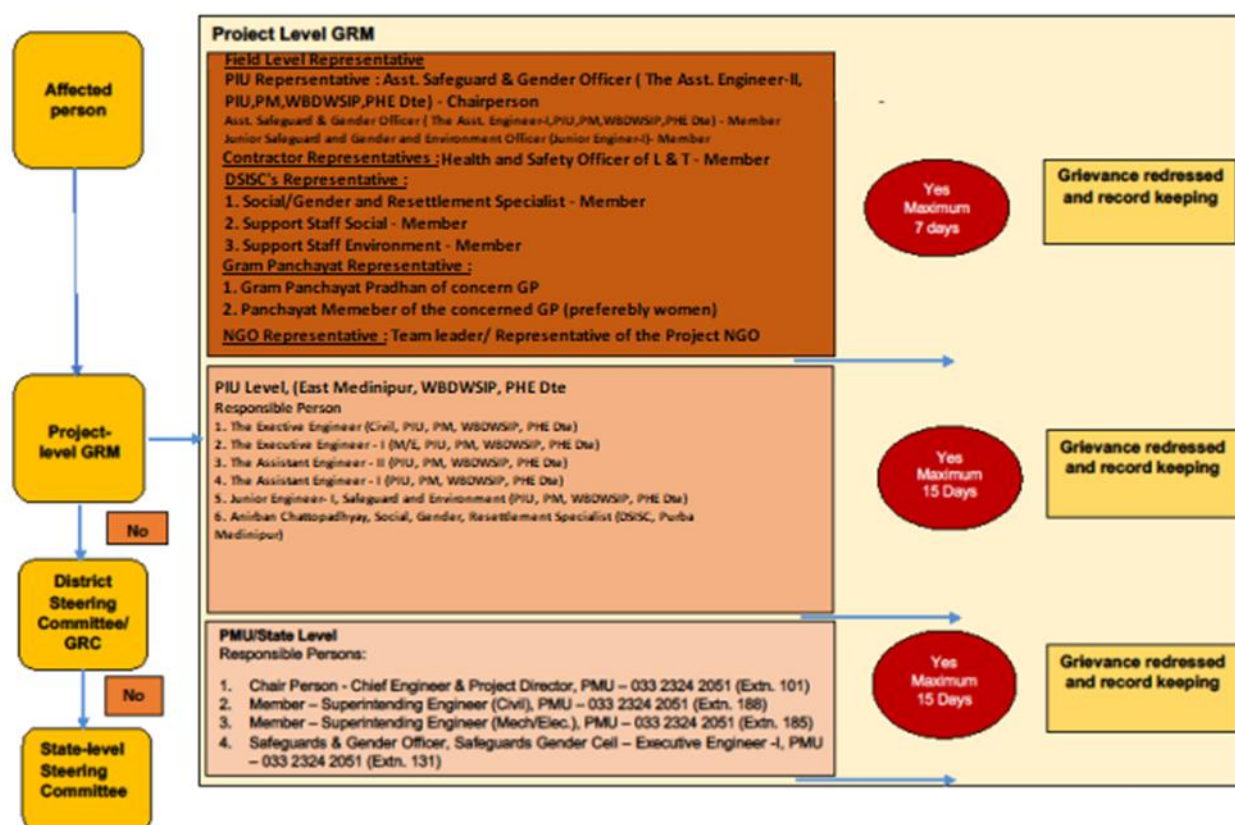 Affected
person
Project-
level GRM
No
District
Steering
Committee/
GRC
No
State-level
Steering
Committee
Project Level GRM
Field Level Representative
PIU Repersentative : Asst. Safeguard & Gender Officer ( The Asst. Engineer-II,
PIU,PM,WBDWSIP,PHE Dte) - Chairperson
Asst. Safeguard & Gender Officer ( The Asst. Engineer-I,PIU,PM,WBDWSIP,PHE Dte) - Member
Junior Safeguard and Gender and Environment Officer (Junior Enginer-I)- Member
Contractor Representatives : Health and Safety Officer of L & T - Member
DSISC's Representative :
1. Social/Gender and Resettlement Specialist - Member
2. Support Staff Social - Member
3. Support Staff Environment - Member
Gram Panchayat Representative :
1. Gram Panchayat Pradhan of concern GP
2. Panchayat Memeber of the concerned GP (preferebly women)
NGO Representative : Team leader/ Representative of the Project NGO
Yes
Maximum
7 days
Grievance redressed
and record keeping
PIU Level, (East Medinipur, WBDWSIP, PHE Dte
Responsible Person
1. The Exective Engineer (Civil, PIU, PM, WBDWSIP, PHE Dte)
2. The Executive Engineer - I (M/E, PIU, PM, WBDWSIP, PHE Dte)
3. The Assistant Engineer - II (PIU, PM, WBDWSIP, PHE Dte)
4. The Assistant Engineer - I (PIU, PM, WBDWSIP, PHE Dte)
5. Junior Engineer- I, Safeguard and Environment (PIU, PM, WBDWSIP, PHE Dte)
6. Anirban Chattopadhyay, Social, Gender, Resettlement Specialist (DSISC, Purba
Medinipur)
Yes
Maximum
15 Days
Grievance redressed
and record keeping
PMU/State Level
Responsible Persons:
1. Chair Person - Chief Engineer & Project Director, PMU – 033 2324 2051 (Extn. 101)
2. Member – Superintending Engineer (Civil), PMU – 033 2324 2051 (Extn. 188)
3. Member – Superintending Engineer (Mech/Elec.), PMU – 033 2324 2051 (Extn. 185)
4. Safeguards & Gender Officer, Safeguards Gender Cell – Executive Engineer -I, PMU
– 033 2324 2051 (Extn. 131)
Yes
Maximum
15 Days
Grievance redressed
and record keeping